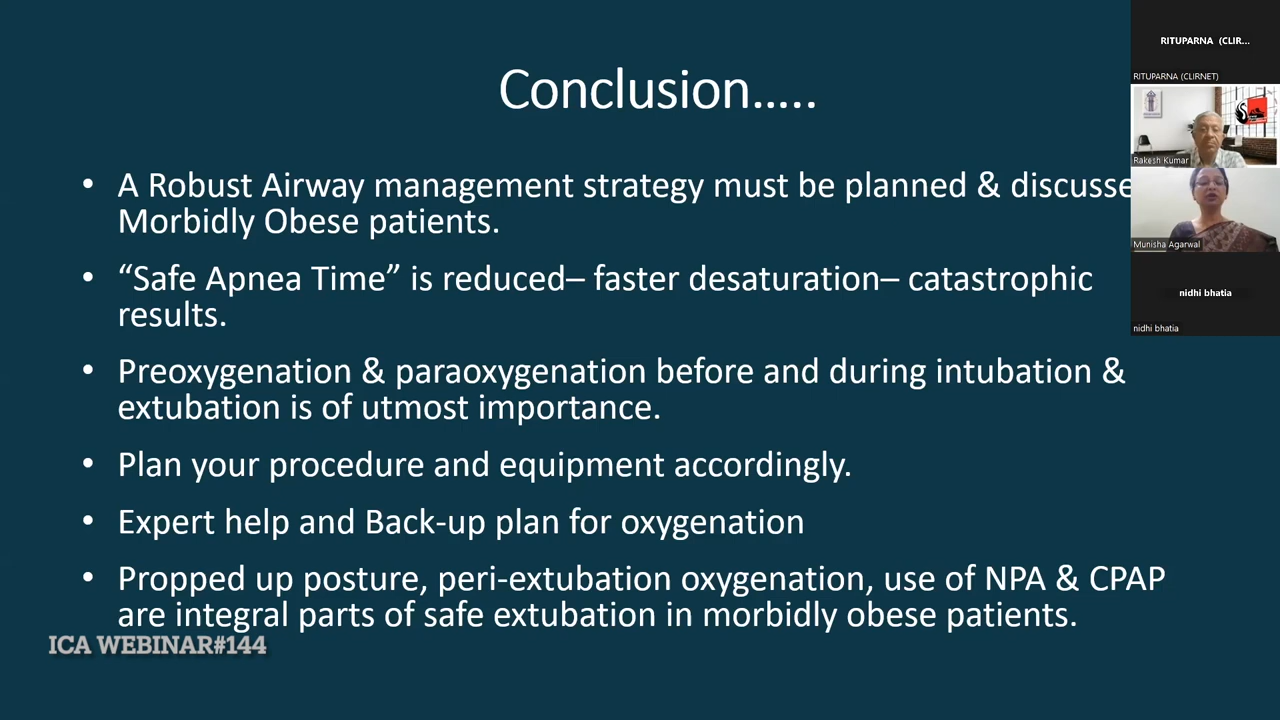 Conclusion.....
• A Robust Airway management strategy must be planned & discusse
Morbidly Obese patients.
• “Safe Apnea Time” is reduced– faster desaturation– catastrophic
results.
• Preoxygenation & paraoxygenation before and during intubation &
extubation is of utmost importance.
• Plan your procedure and equipment accordingly.
• Expert help and Back-up plan for oxygenation
• Propped up posture, peri-extubation oxygenation, use of NPA & CPAP
are integral parts of safe extubation in morbidly obese patients.
ICA WEBINAR#144
RITUPARNA (CLIR...
RITUPARNA (CLIRNET)
Rakesh Kumar
Munisha Agarwal
nidhi bhatia
nidhi bhatia